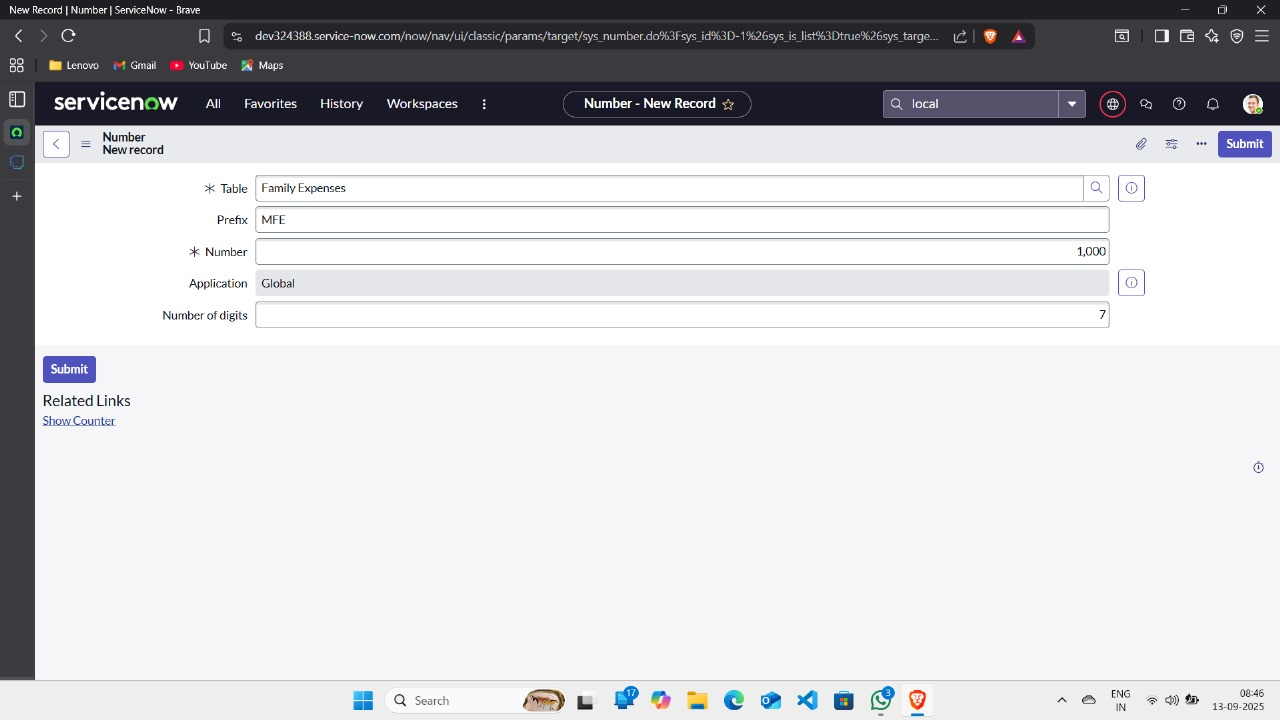 New Record | Number | ServiceNow - Brave
dev324388.service-now.com/now/nav/ui/classic/params/target/sys_number.do%3Fsys_id%3D-1%26sys_is_list%3Dtrue%26sys_targe...
Lenovo
Gmail
YouTube
Maps
servicenow
All
Favorites
History
Workspaces
Number - New Record
local
Number
New record
Submit
Table
Family Expenses
Prefix
MFE
Number
1,000
Application
Global
Number of digits
7
Submit
Related Links
Show Counter
Search
17
3
ENG
IN
08:46
13-09-2025